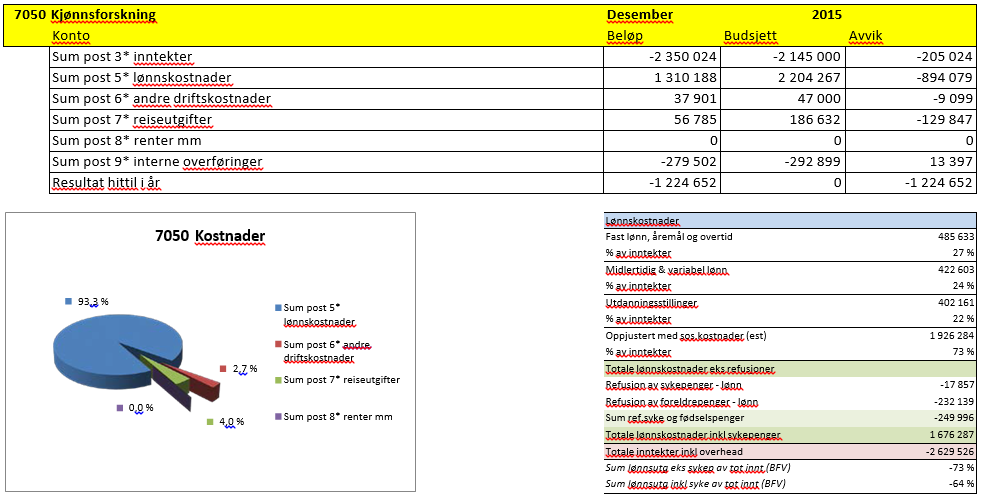 7050 Kjønnsforskning Desember 2015
Konto Beløp Budsjett Avvik
Sum post 3* inntekter -2 350 024 -2 145 000 -205 024
Sum post 5* lønnskostnader 1 310 188 2 204 267 -894 079
Sum post 6* andre driftskostnader 37 901 47 000 -9 099
Sum post 7* reiseutgifter 56 785 186 632 -129 847
Sum post 8* renter mm 0 0 0
Sum post 9* interne overføringer -279 502 -292 899 13 397
Resultat hittil i år -1 224 652 0 -1 224 652
7050 Kostnader
93,3 %
2,7 %
0,0 %
4,0 %
Sum post 5*
lønnskostnader
Sum post 6* andre
driftskostnader
Sum post 7* reiseutgifter
Sum post 8* renter mm
Lønnskostnader
Fast lønn, åremål og overtid 485 633
% av inntekter 27 %
Midlertidig & variabel lønn 422 603
% av inntekter 24 %
Utdanningsstillinger 402 161
% av inntekter 22 %
Oppjustert med sos.kostnader (est) 1 926 284
% av inntekter 73 %
Totale lønnskostnader eks refusjoner
Refusjon av sykepenger - lønn -17 857
Refusjon av foreldrepenger - lønn -232 139
Sum ref.syke og fødselspenger -249 996
Totale lønnskostnader inkl sykepenger 1 676 287
Totale inntekter inkl overhead -2 629 526
Sum lønnsutg eks sykep av tot innt (BFV) -73 %
Sum lønnsutg inkl syke av tot innt (BFV) -64 %